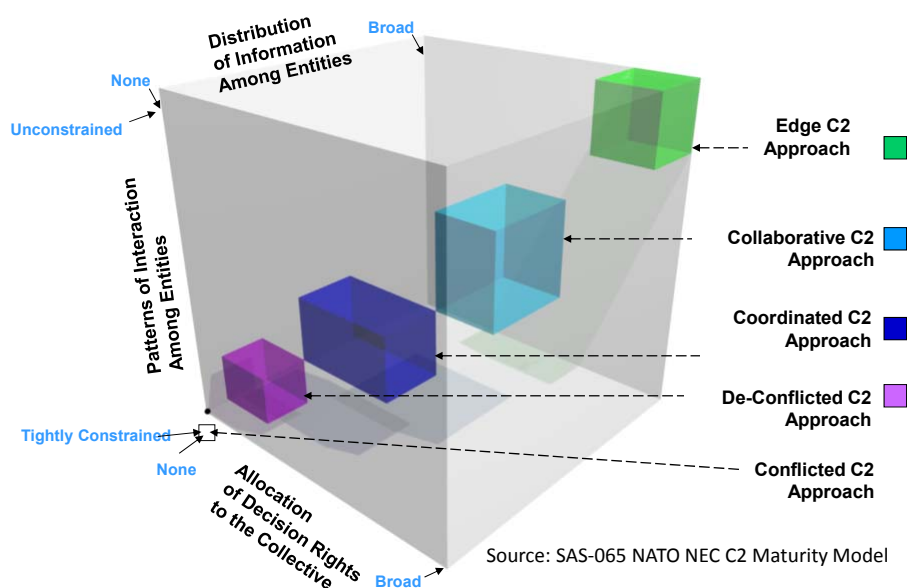 Distribution
of Information
Among Entities
Broad
None
Unconstrained
Patterns of Interaction
Among Entities
Tightly Constrained
None
Allocation
of Decision Rights
to the Collective
Broad
Edge C2
Approach
Collaborative C2
Approach
Coordinated C2
Approach
De-Conflicted C2
Approach
Conflicted C2
Approach
Source: SAS-065 NATO NEC C2 Maturity Model